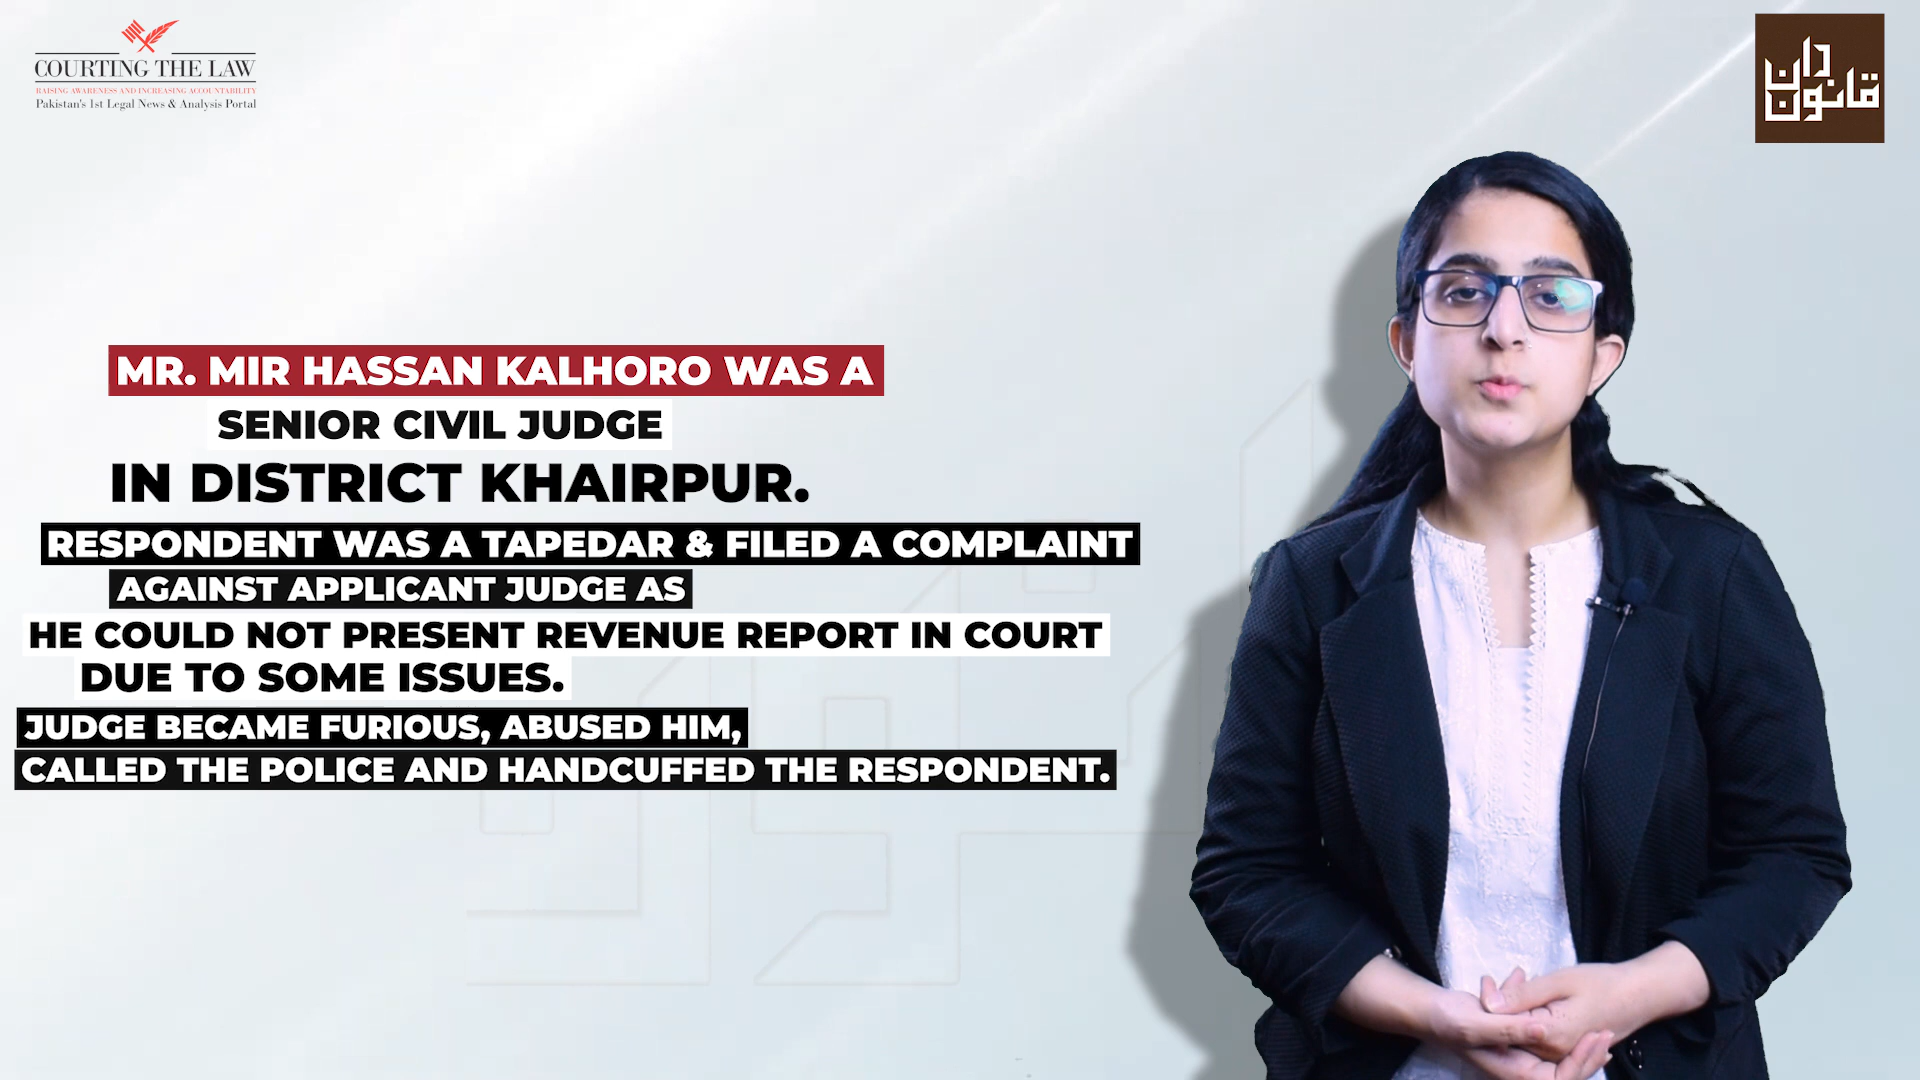 COURTING THE LAW
RAISING AWARENESS AND INCREASING ACCOUNTABILITY
Pakistan's 1st Legal News & Analysis Portal
قانون دان
MR. MIR HASSAN KALHORO WAS A
SENIOR CIVIL JUDGE
IN DISTRICT KHAIRPUR.
RESPONDENT WAS A TAPEDAR & FILED A COMPLAINT
AGAINST APPLICANT JUDGE AS
HE COULD NOT PRESENT REVENUE REPORT IN COURT
DUE TO SOME ISSUES.
JUDGE BECAME FURIOUS, ABUSED HIM,
CALLED THE POLICE AND HANDCUFFED THE RESPONDENT.